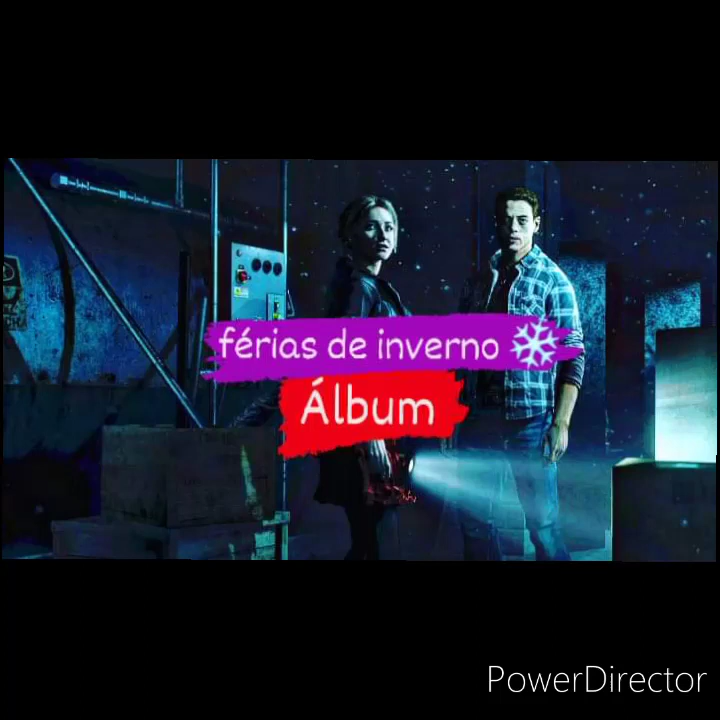 férias de inverno ❄
Álbum
PowerDirector